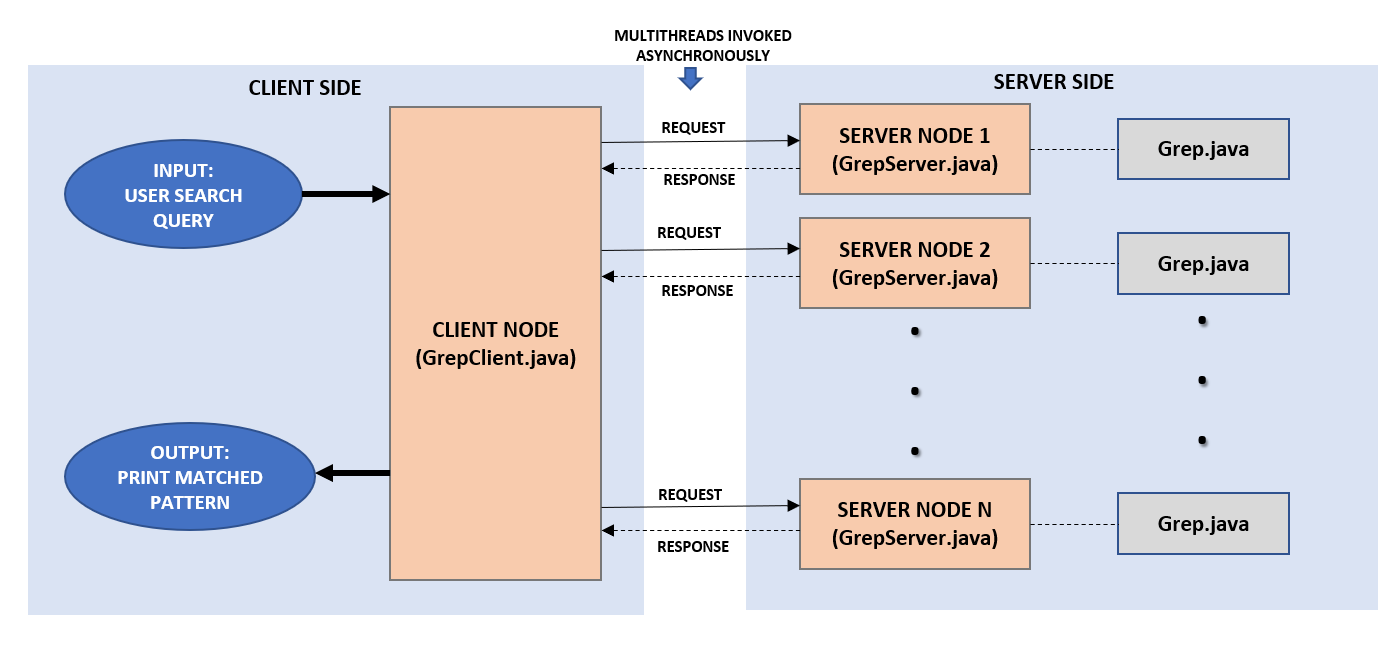 MULTITHREADS INVOKED
ASYNCHRONOUSLY
CLIENT SIDE
INPUT:
USER SEARCH
QUERY
CLIENT NODE
(GrepClient.java)
OUTPUT:
PRINT MATCHED
PATTERN
REQUEST
RESPONSE
REQUEST
RESPONSE
REQUEST
RESPONSE
SERVER SIDE
SERVER NODE 1
(GrepServer.java)
Grep.java
SERVER NODE 2
(GrepServer.java)
Grep.java
SERVER NODE N
(GrepServer.java)
Grep.java